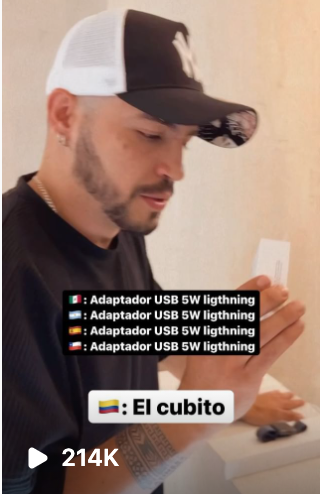 NY
🇲🇽: Adaptador USB 5W ligthning
🇦🇷: Adaptador USB 5W ligthning
🇪🇸: Adaptador USB 5W ligthning
🇨🇱: Adaptador USB 5W ligthning
🇨🇴: El cubito
214K